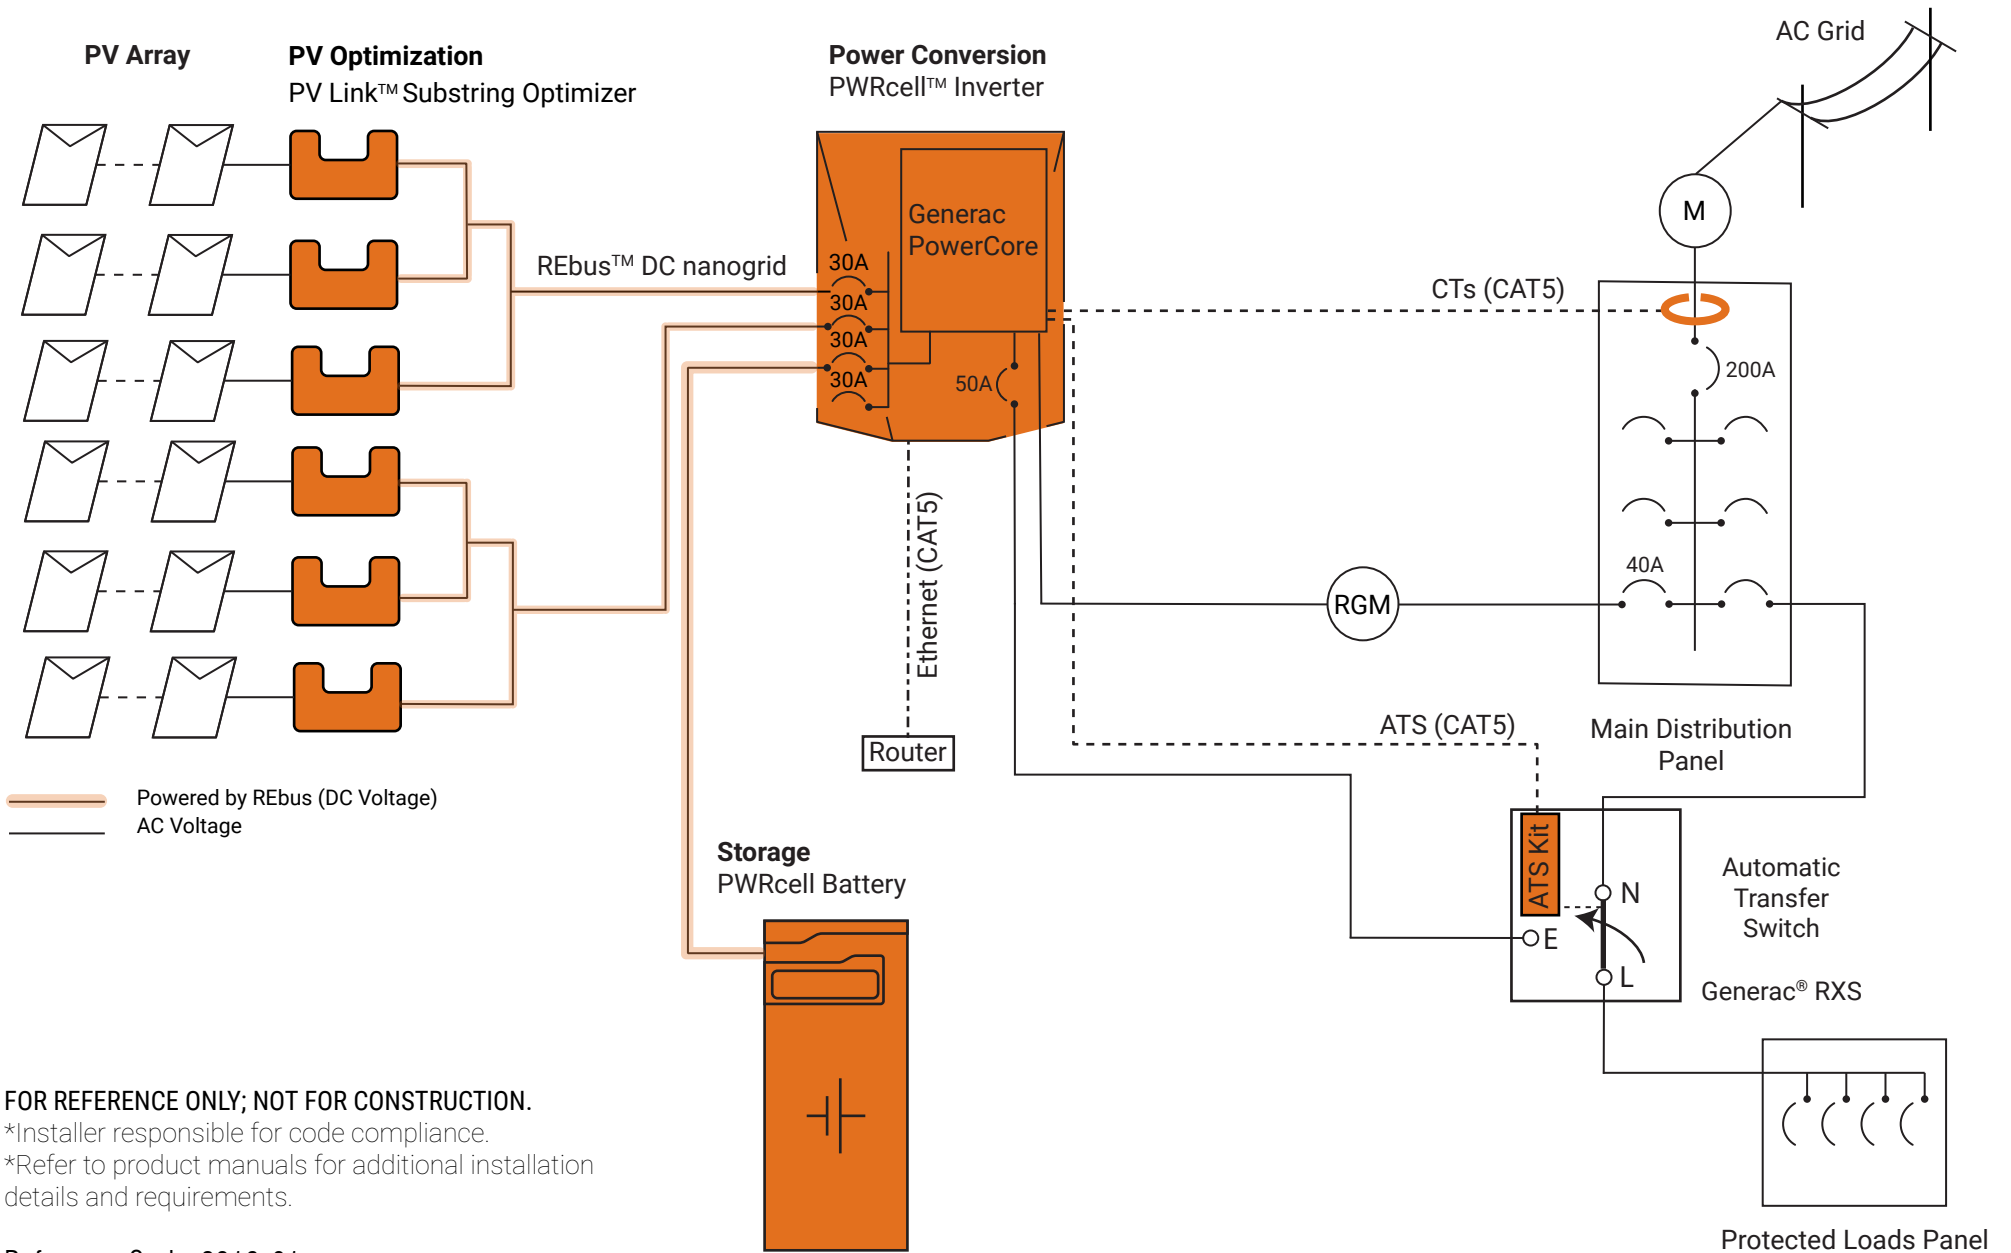 PV Array
PV Optimization
PV Link™ Substring Optimizer
Power Conversion
PWRcell™ Inverter
AC Grid
M
Generac
PowerCore
REbus™ DC nanogrid
30A
30A
30A
30A
50A
CTs (CAT5)
200A
40A
RGM
Ethernet (CAT5)
Router
ATS (CAT5)
Main Distribution
Panel
Powered by REbus (DC Voltage)
AC Voltage
Storage
PWRcell Battery
ATS Kit
N
E
L
Automatic
Transfer
Switch
Generac® RXS
FOR REFERENCE ONLY; NOT FOR CONSTRUCTION.
*Installer responsible for code compliance.
*Refer to product manuals for additional installation
details and requirements.
Protected Loads Panel